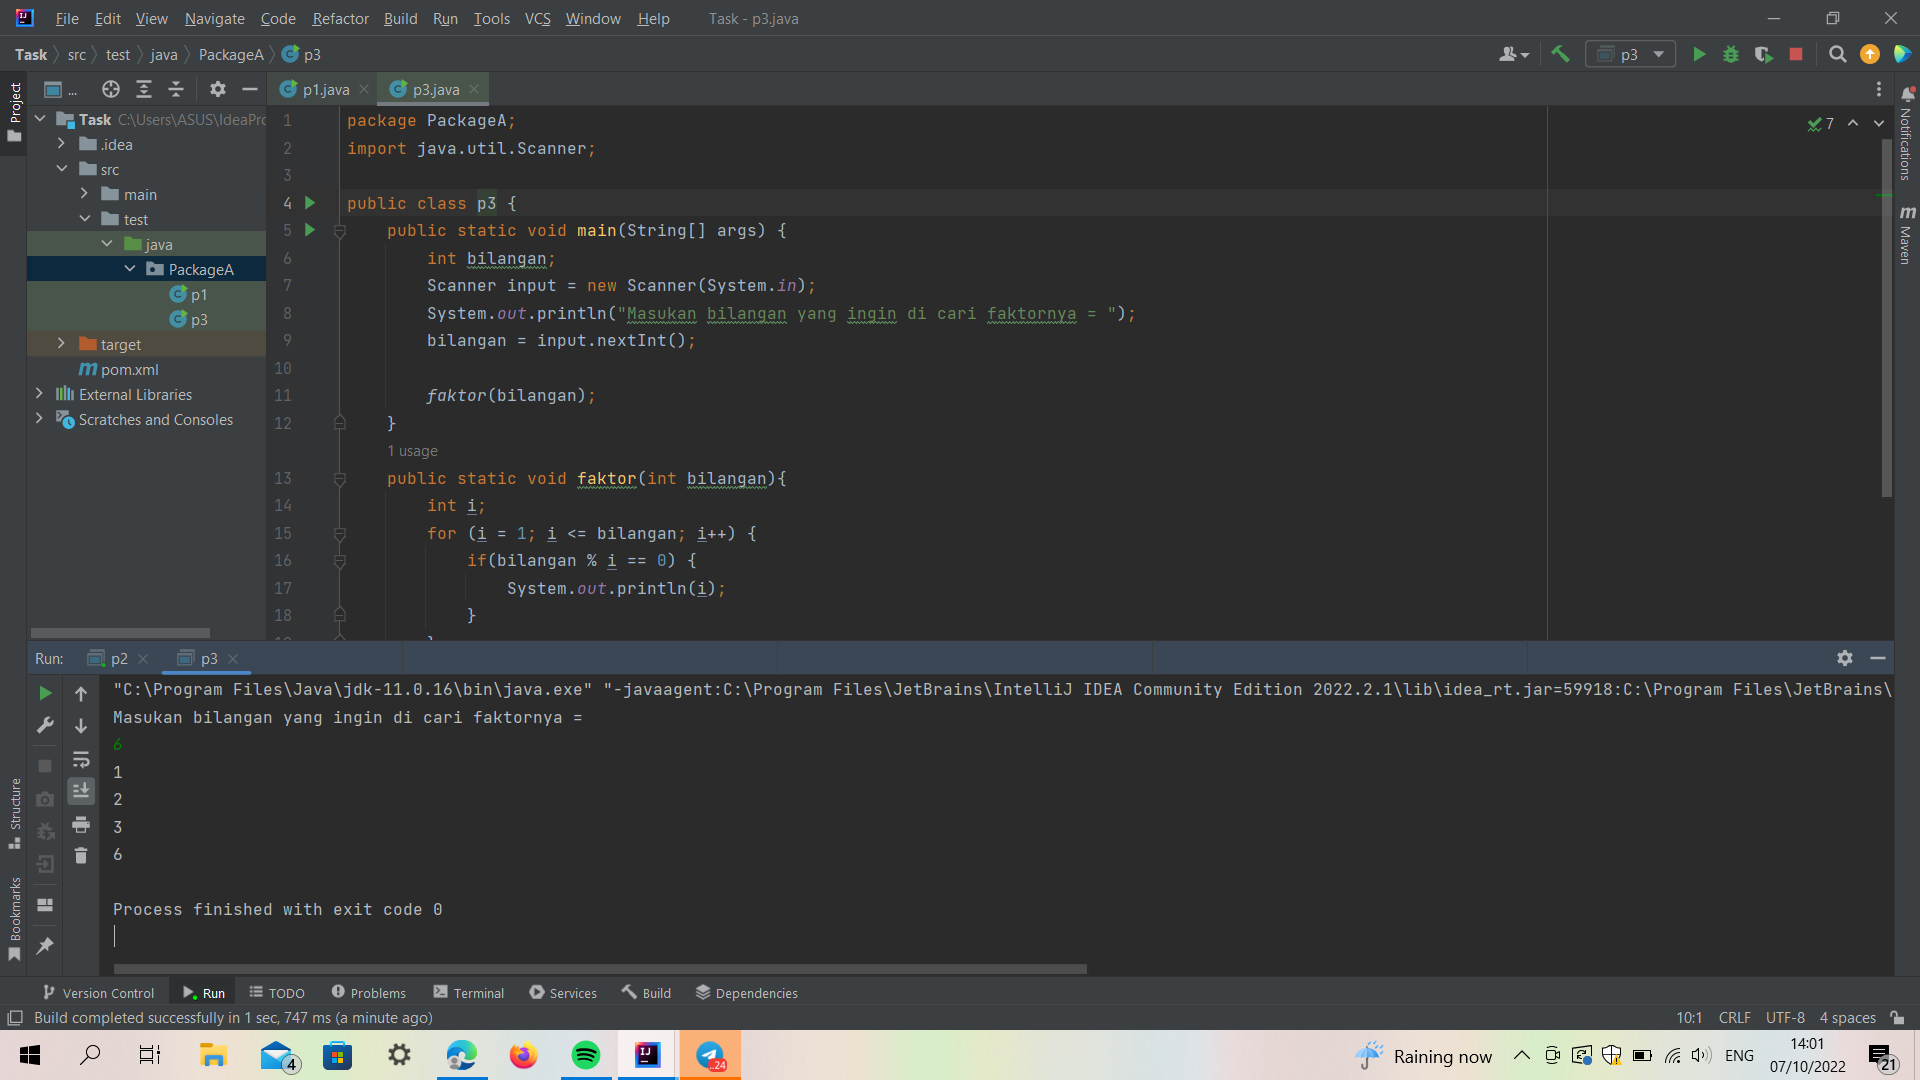 File Edit View Navigate Code Refactor Build Run Tools VCS Window Help Task - p3.java
Task src test java PackageA p3
p3
Project
...
p1.java p3.java
Task C:\Users\ASUS\IdeaPro
.idea
src
main
test
java
PackageA
p1
p3
target
pom.xml
External Libraries
Scratches and Consoles
7
1 package PackageA;
2 import java.util.Scanner;
3
4 public class p3 {
5 public static void main(String[] args) {
6 int bilangan;
7 Scanner input = new Scanner(System.in);
8 System.out.println("Masukan bilangan yang ingin di cari faktornya = ");
9 bilangan = input.nextInt();
10
11 faktor(bilangan);
12 }
1 usage
13 public static void faktor(int bilangan){
14 int i;
15 for (i = 1; i <= bilangan; i++) {
16 if(bilangan % i == 0) {
17 System.out.println(i);
18 }
Notifications
Maven
Run: p2 p3
"C:\Program Files\Java\jdk-11.0.16\bin\java.exe" "-javaagent:C:\Program Files\JetBrains\IntelliJ IDEA Community Edition 2022.2.1\lib\idea_rt.jar=59918:C:\Program Files\JetBrains\
Masukan bilangan yang ingin di cari faktornya =
6
1
2
3
6
Process finished with exit code 0
Structure
Bookmarks
Version Control Run TODO Problems Terminal Services Build Dependencies
Build completed successfully in 1 sec, 747 ms (a minute ago)
10:1 CRLF UTF-8 4 spaces
4
..24
Raining now
ENG
14:01
07/10/2022
21